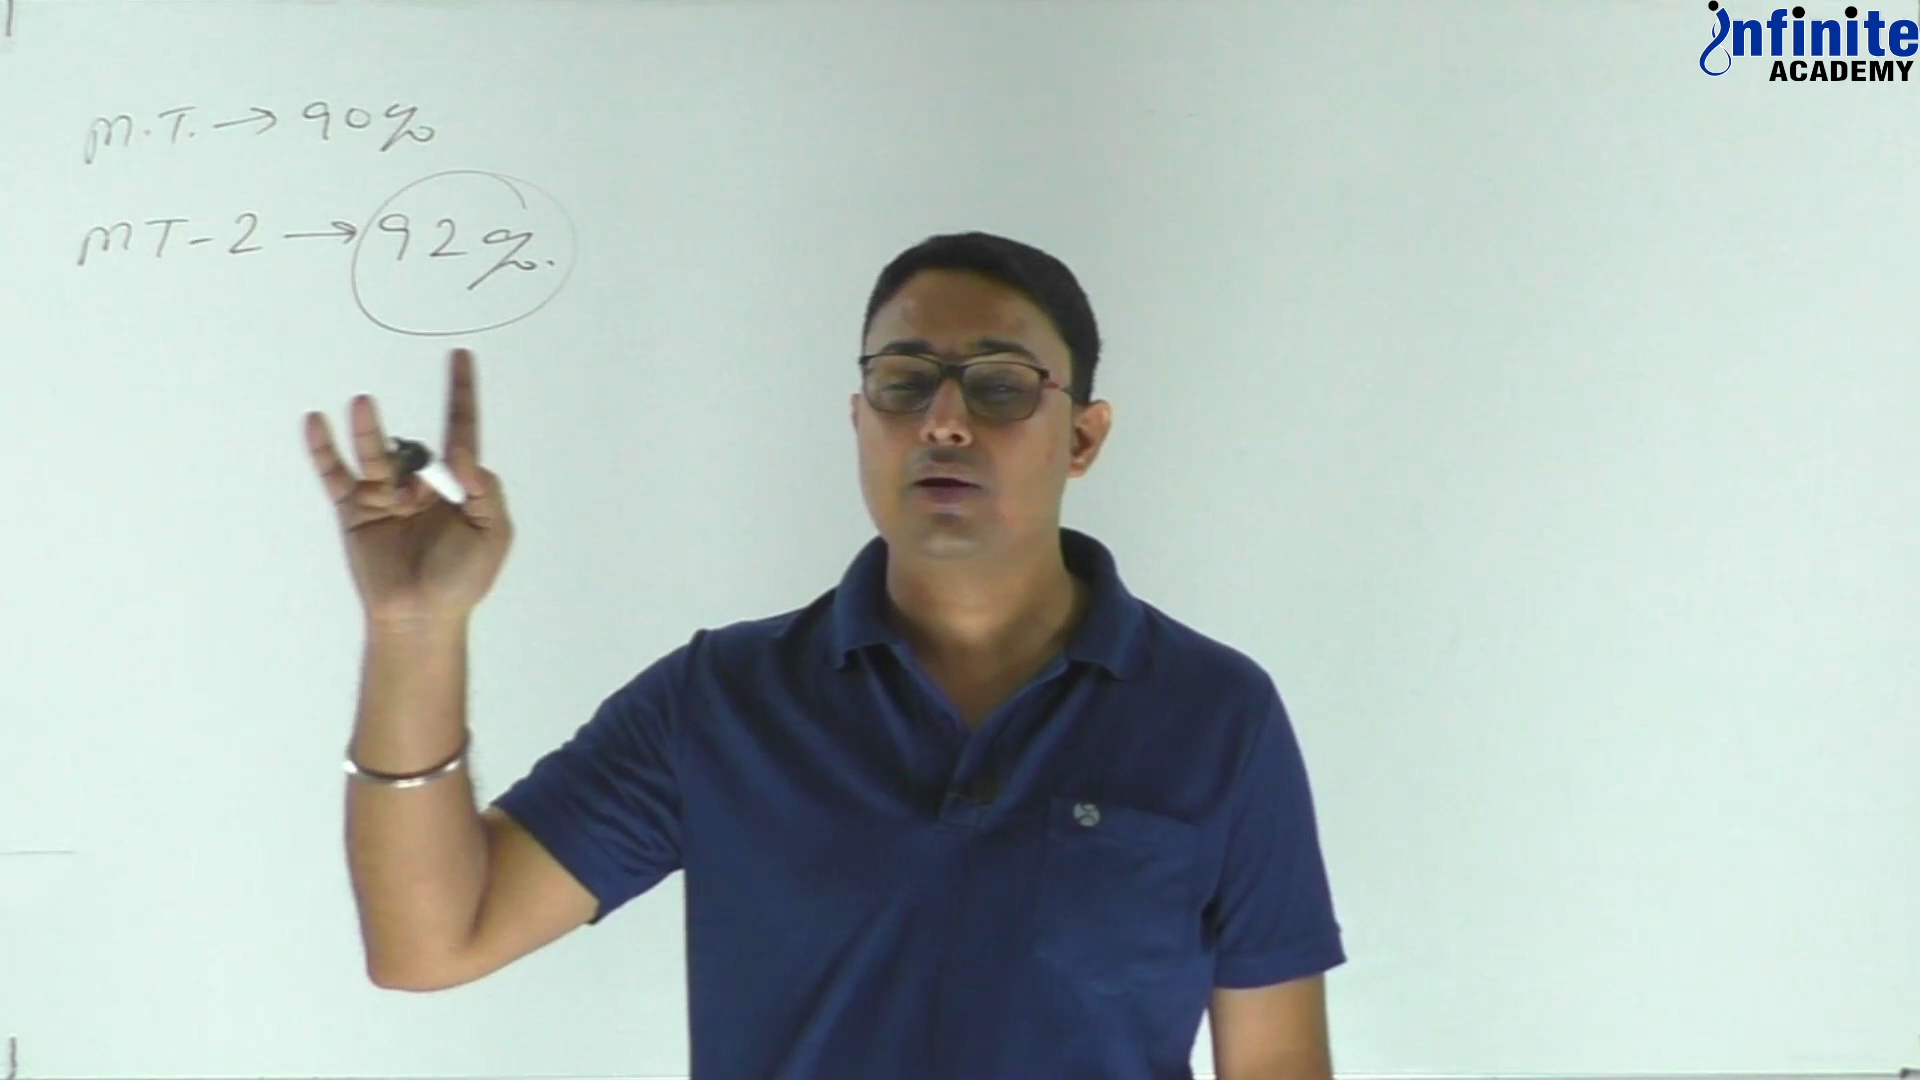 infinite
ACADEMY
M.T. → 90%
MT-2 → 92%.